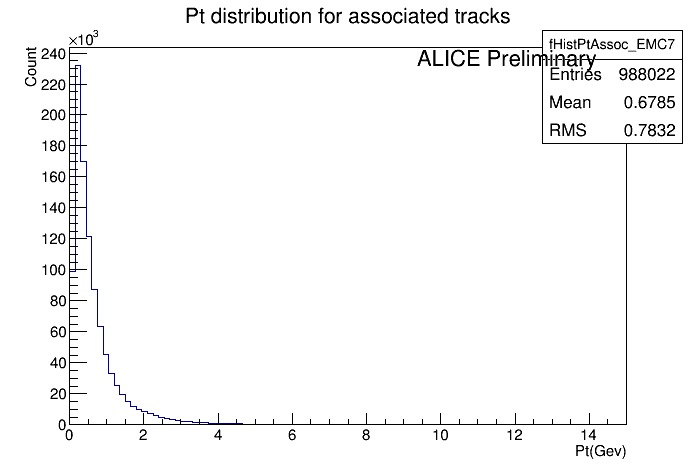 Pt distribution for associated tracks
×10³
Count
ALICE Preliminary
fHistPtAssoc_EMC7
Entries 988022
Mean 0.6785
RMS 0.7832
240
220
200
180
160
140
120
100
80
60
40
20
0
0 2 4 6 8 10 12 14
Pt(Gev)